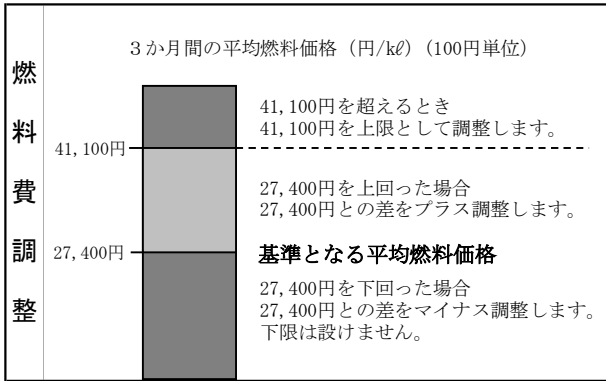 燃料費調整
3か月間の平均燃料価格（円/kℓ）（100円単位）
41,100円を超えるとき
41,100円を上限として調整します。
41,100円
27,400円を上回った場合
27,400円との差をプラス調整します。
27,400円
基準となる平均燃料価格
27,400円を下回った場合
27,400円との差をマイナス調整します。
下限は設けません。